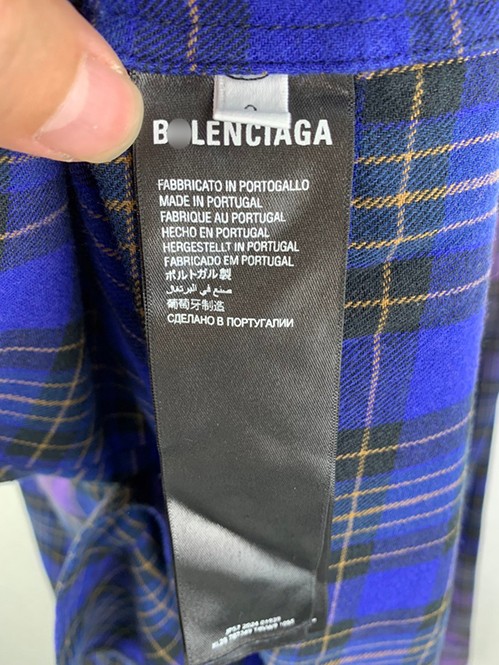 BALENCIAGA
FABBRICATO IN PORTOGALLO
MADE IN PORTUGAL
FABRIQUE AU PORTUGAL
HECHO EN PORTUGAL
HERGESTELLT IN PORTUGAL
FABRICADO EM PORTUGAL
ポルトガル製
صنع في البرتغال
葡萄牙制造
СДЕЛАНО В ПОРТУГАЛИИ